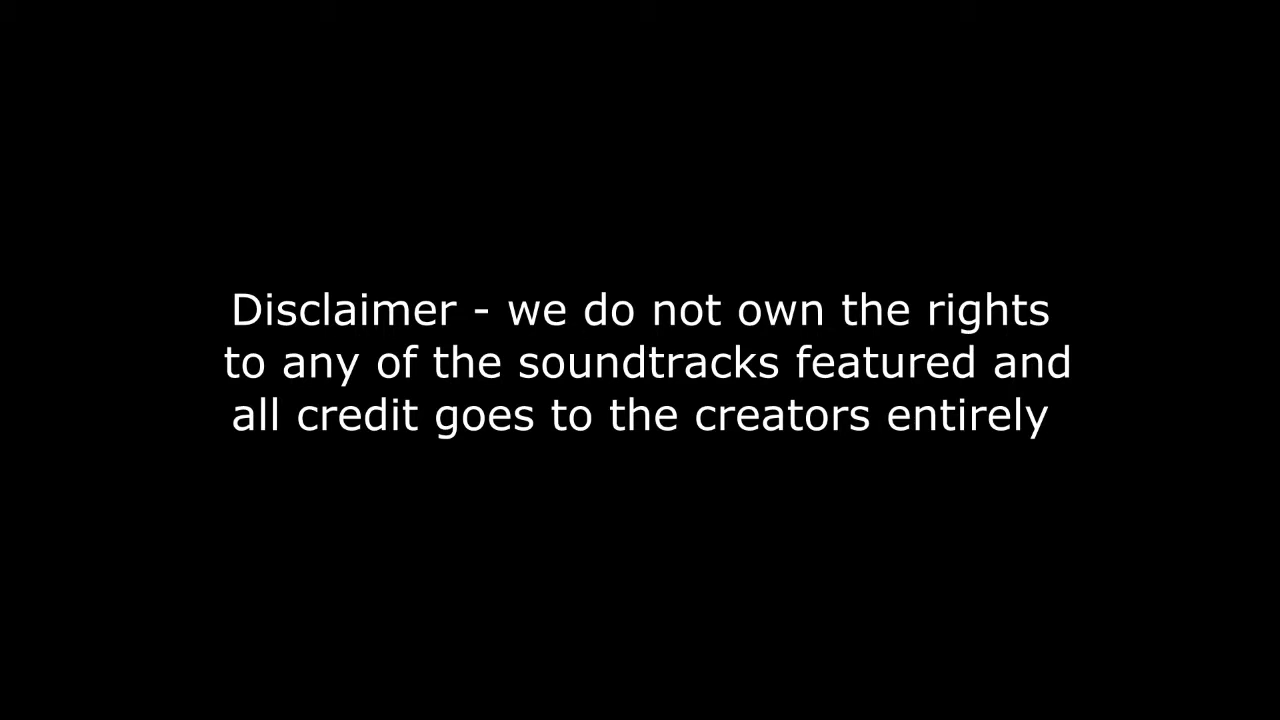 Disclaimer - we do not own the rights
to any of the soundtracks featured and
all credit goes to the creators entirely